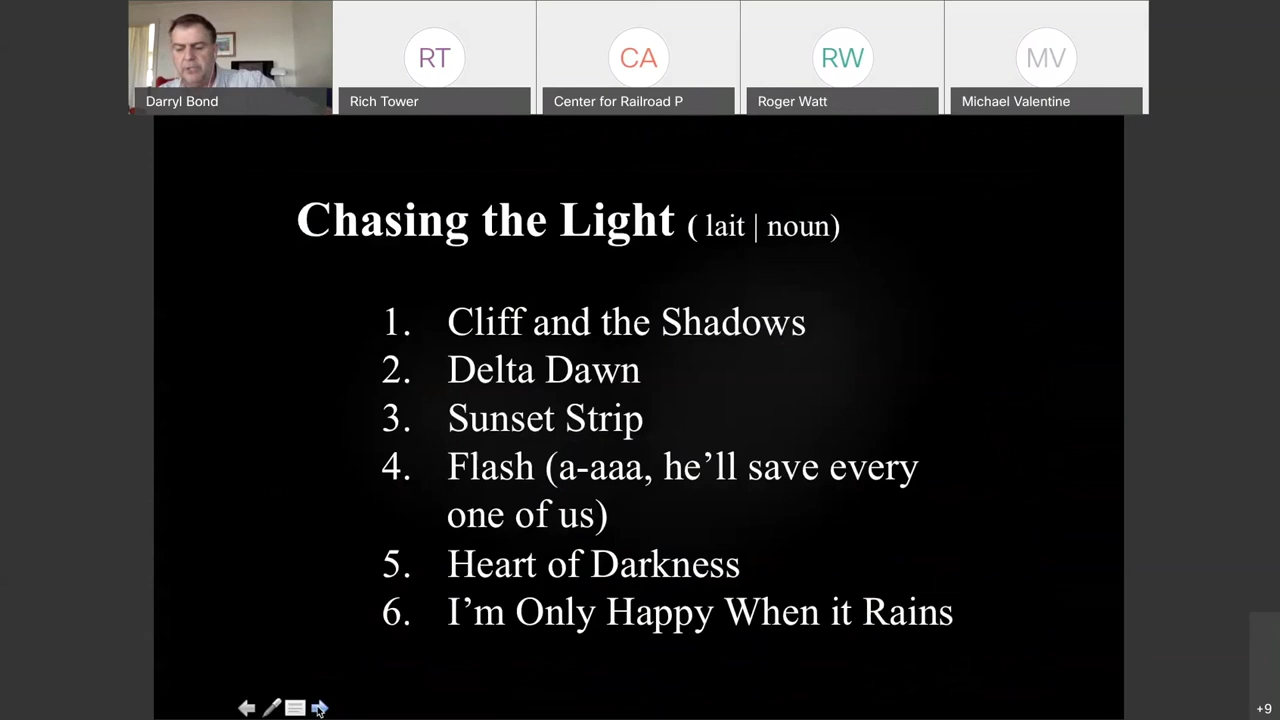 RT
CA
RW
MV
Darryl Bond
Rich Tower
Center for Railroad P
Roger Watt
Michael Valentine
Chasing the Light ( lait | noun)
1. Cliff and the Shadows
2. Delta Dawn
3. Sunset Strip
4. Flash (a-aaa, he’ll save every
one of us)
5. Heart of Darkness
6. I’m Only Happy When it Rains
+9